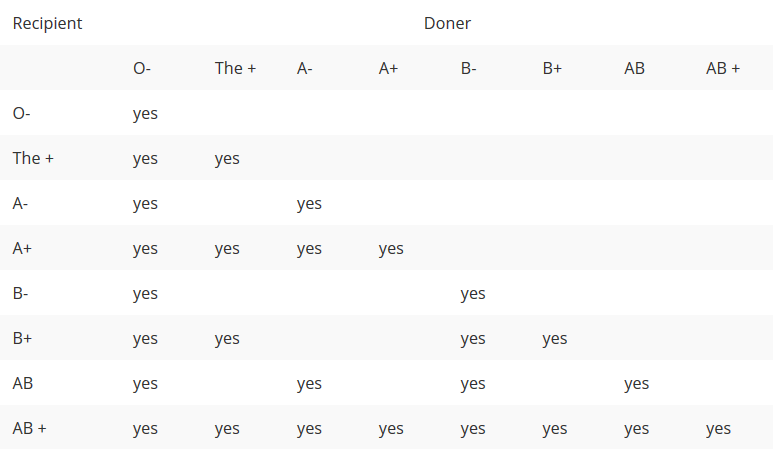 Recipient Doner
O- The + A- A+ B- B+ AB AB +
O- yes
The + yes yes
A- yes yes
A+ yes yes yes yes
B- yes yes
B+ yes yes yes yes
AB yes yes yes yes
AB + yes yes yes yes yes yes yes yes